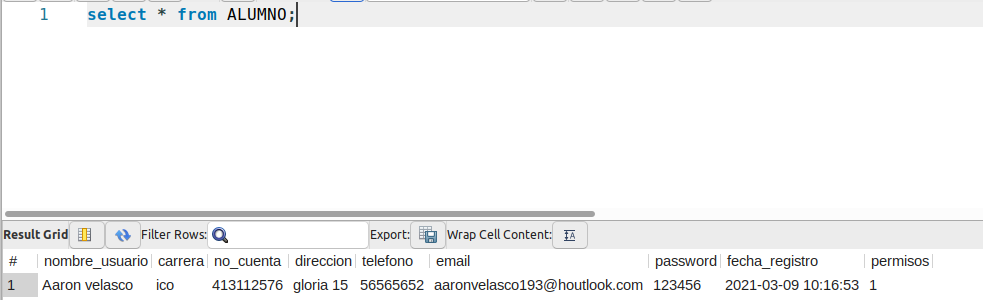 1 select * from ALUMNO;
Result Grid Filter Rows: Export: Wrap Cell Content: IA
# nombre_usuario carrera no_cuenta direccion telefono email password fecha_registro permisos
1 Aaron velasco ico 413112576 gloria 15 56565652 aaronvelasco193@houtlook.com 123456 2021-03-09 10:16:53 1